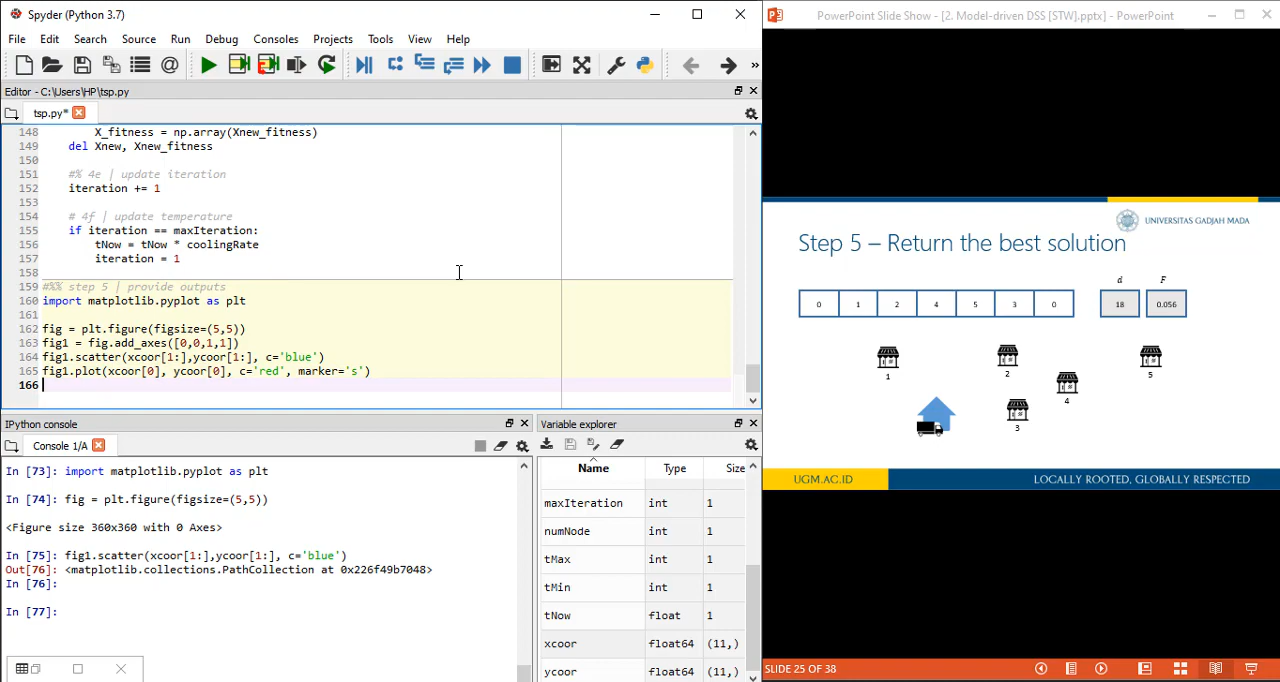 Spyder (Python 3.7)
File Edit Search Source Run Debug Consoles Projects Tools View Help
Editor - C:\Users\HP\tsp.py
tsp.py*
148 X_fitness = np.array(Xnew_fitness)
149 del Xnew, Xnew_fitness
150
151 #% 4e | update iteration
152 iteration += 1
153
154 # 4f | update temperature
155 if iteration == maxIteration:
156 tNow = tNow * coolingRate
157 iteration = 1
158
159 #%% step 5 | provide outputs
160 import matplotlib.pyplot as plt
161
162 fig = plt.figure(figsize=(5,5))
163 fig1 = fig.add_axes([0,0,1,1])
164 fig1.scatter(xcoor[1:],ycoor[1:], c='blue')
165 fig1.plot(xcoor[0], ycoor[0], c='red', marker='s')
166
IPython console
Console 1/A
In [73]: import matplotlib.pyplot as plt
In [74]: fig = plt.figure(figsize=(5,5))
<Figure size 360x360 with 0 Axes>
In [75]: fig1.scatter(xcoor[1:],ycoor[1:], c='blue')
Out[76]: <matplotlib.collections.PathCollection at 0x226f49b7048>
In [76]:
In [77]:
Variable explorer
Name Type Size
maxIteration int 1
numNode int 1
tMax int 1
tMin int 1
tNow float 1
xcoor float64 (11,)
ycoor float64 (11,)
PowerPoint Slide Show - [2. Model-driven DSS [STW].pptx] - PowerPoint
UNIVERSITAS GADJAH MADA
Step 5 – Return the best solution
d F
0 1 2 4 5 3 0 18 0.056
1
2
5
4
3
UGM.AC.ID LOCALLY ROOTED, GLOBALLY RESPECTED
SLIDE 25 OF 38